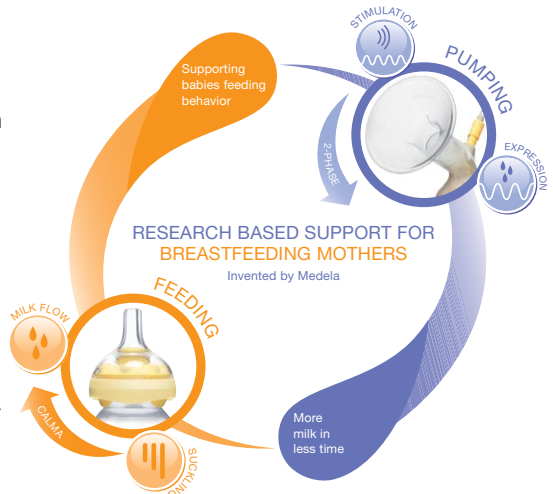 STIMULATION
PUMPING
Supporting
babies feeding
behavior
2-PHASE
EXPRESSION
RESEARCH BASED SUPPORT FOR
BREASTFEEDING MOTHERS
Invented by Medela
FEEDING
MILK FLOW
CALMA
SUCKLING
More
milk in
less time